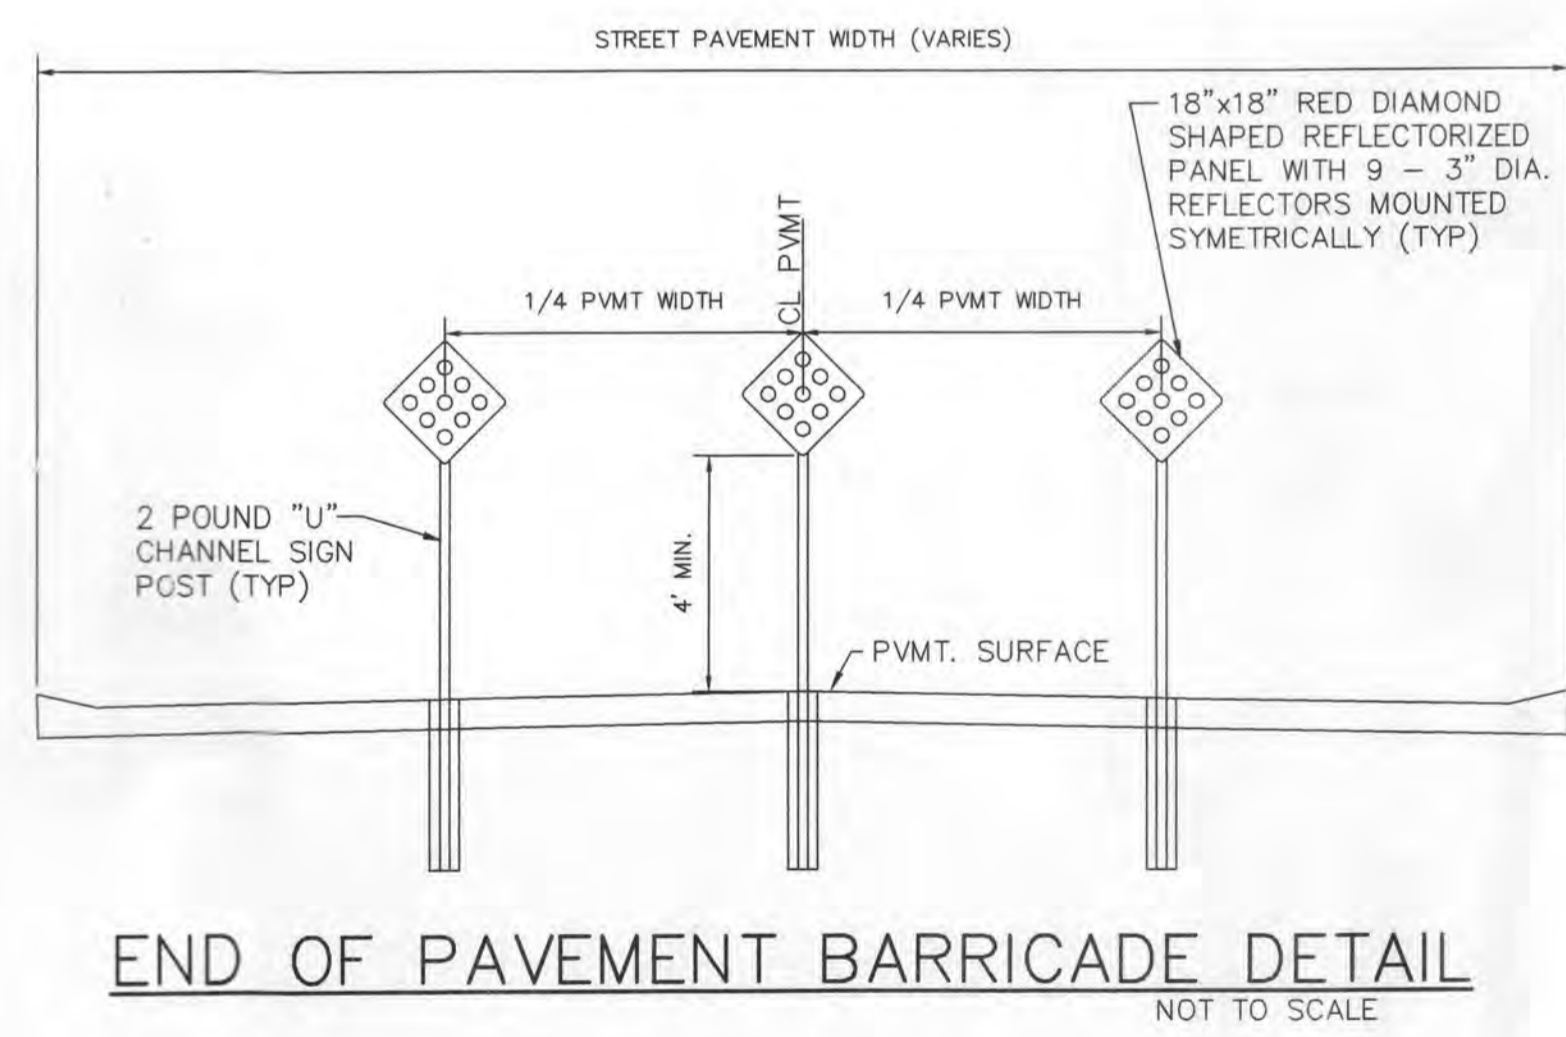 STREET PAVEMENT WIDTH (VARIES)
18"x18" RED DIAMOND
SHAPED REFLECTORIZED
PANEL WITH 9 – 3" DIA.
REFLECTORS MOUNTED
SYMETRICALLY (TYP)
CL PVMT
1/4 PVMT WIDTH
1/4 PVMT WIDTH
2 POUND "U"
CHANNEL SIGN
POST (TYP)
4' MIN.
PVMT. SURFACE
END OF PAVEMENT BARRICADE DETAIL
NOT TO SCALE